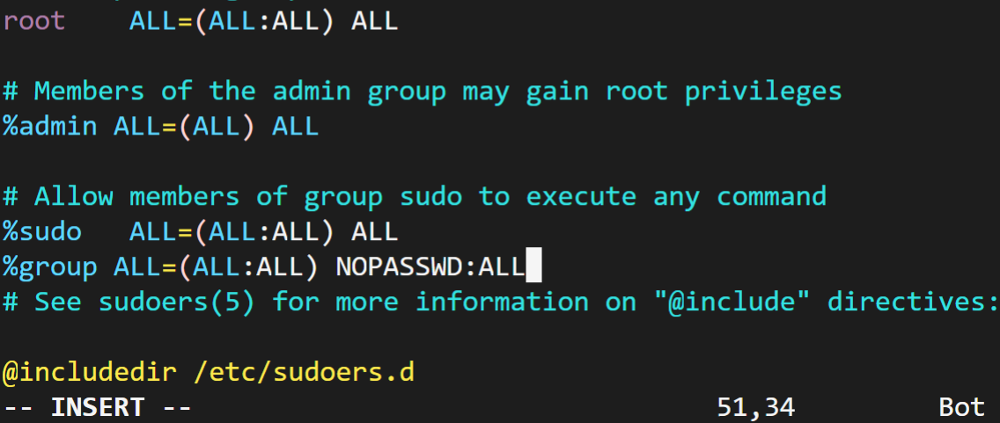 root    ALL=(ALL:ALL) ALL
# Members of the admin group may gain root privileges
%admin ALL=(ALL) ALL
# Allow members of group sudo to execute any command
%sudo   ALL=(ALL:ALL) ALL
%group ALL=(ALL:ALL) NOPASSWD:ALL
# See sudoers(5) for more information on "@include" directives:
@includedir /etc/sudoers.d
-- INSERT --                                 51,34         Bot